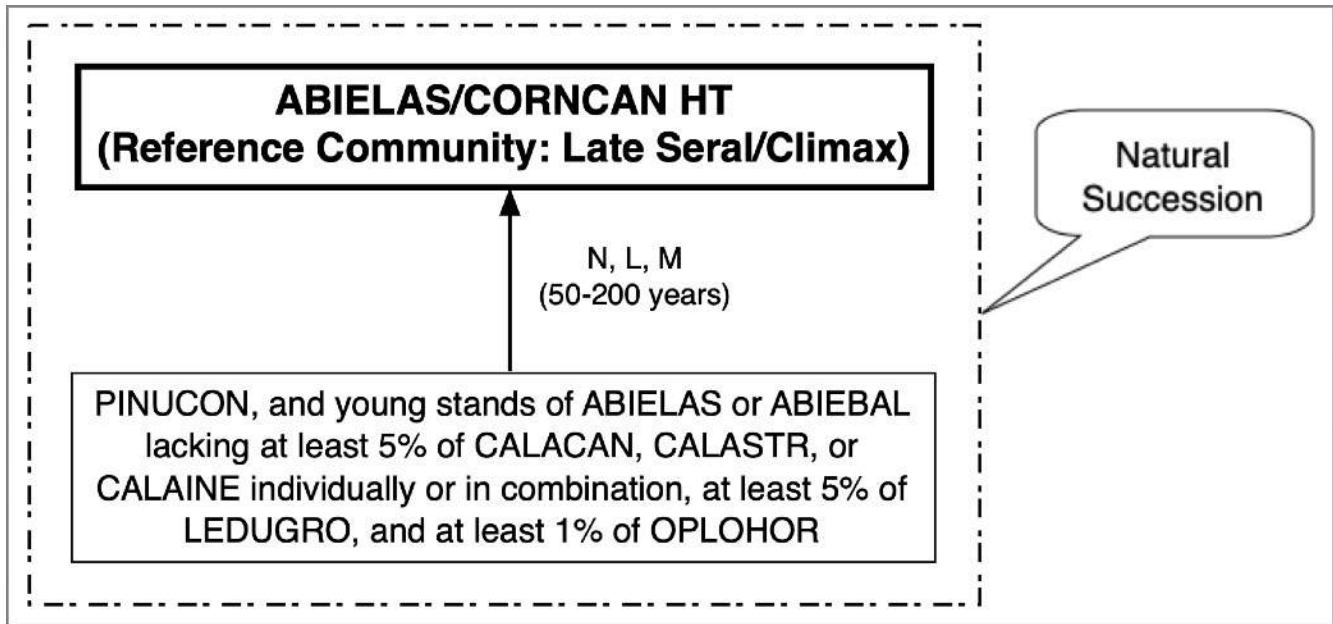 ABIELAS/CORNCAN HT
(Reference Community: Late Seral/Climax)
Natural
Succession
N, L, M
(50-200 years)
PINUCON, and young stands of ABIELAS or ABIEBAL
lacking at least 5% of CALACAN, CALASTR, or
CALAINE individually or in combination, at least 5% of
LEDUGRO, and at least 1% of OPLOHOR